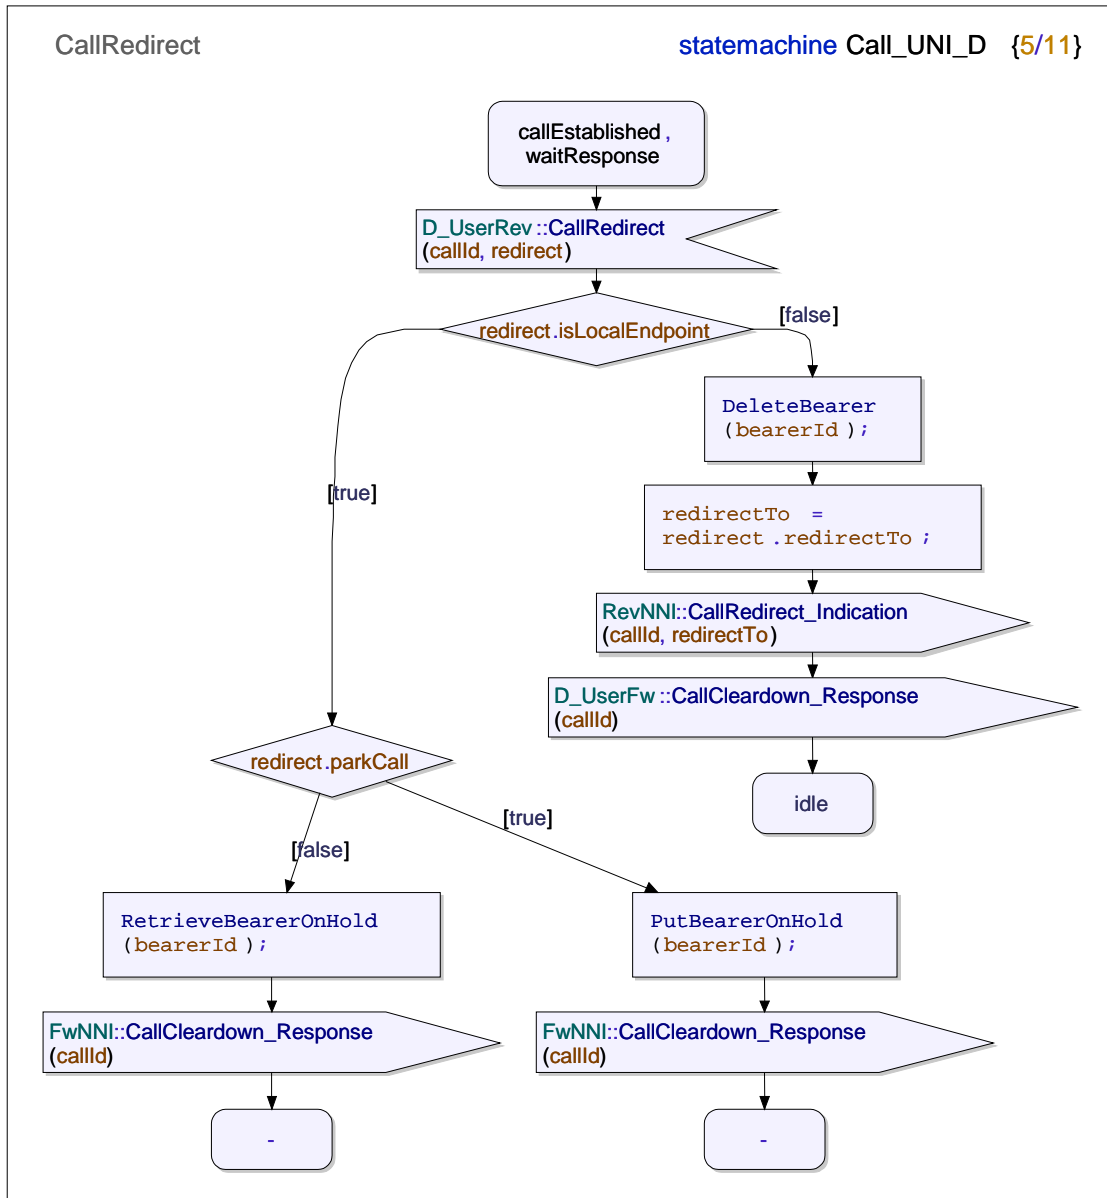 CallRedirect
statemachine Call_UNI_D {5/11}
callEstablished ,
waitResponse
D_UserRev ::CallRedirect
(callId, redirect)
redirect.isLocalEndpoint
[false]
DeleteBearer
(bearerId );
[true]
redirectTo =
redirect .redirectTo ;
RevNNI::CallRedirect_Indication
(callId, redirectTo)
D_UserFw ::CallCleardown_Response
(callId)
redirect.parkCall
idle
[true]
[false]
RetrieveBearerOnHold
(bearerId );
PutBearerOnHold
(bearerId );
FwNNI::CallCleardown_Response
(callId)
FwNNI::CallCleardown_Response
(callId)
-
-